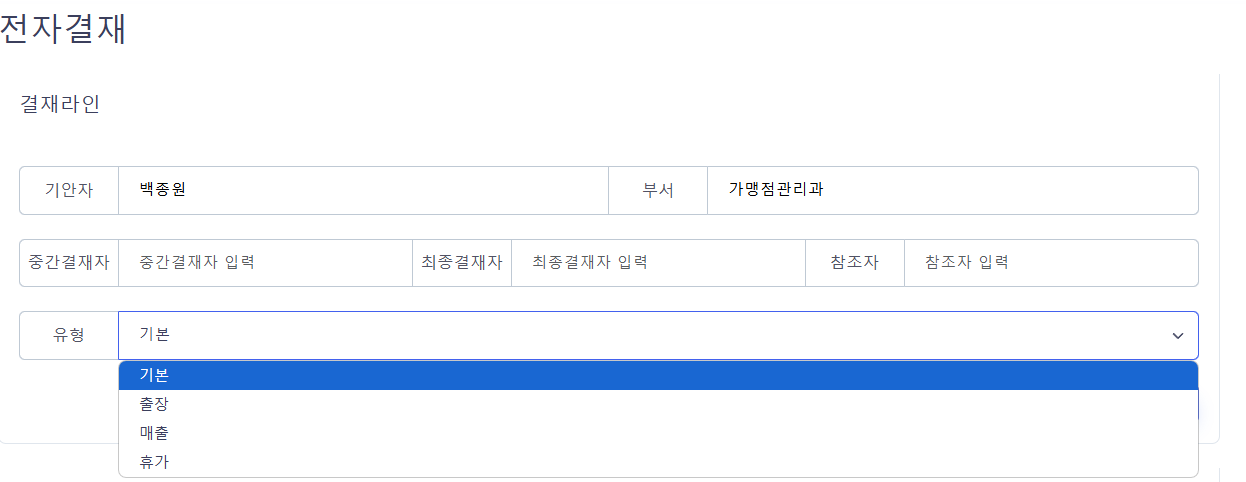 전자결재
결재라인
기안자 백종원 부서 가맹점관리과
중간결재자 중간결재자 입력 최종결재자 최종결재자 입력 참조자 참조자 입력
유형 기본
기본
출장
매출
휴가